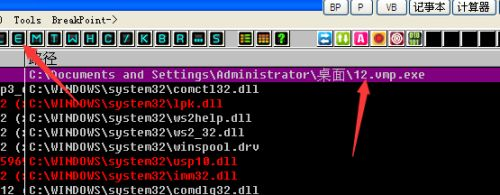 BP P VB 记事本 计算器
Tools BreakPoint->
E M T W H C / K B R ... S
路径
C:\Documents and Settings\Administrator\桌面\12.vmp.exe
p3_ C:\WINDOWS\system32\comctl32.dll
2 (: C:\WINDOWS\system32\lpk.dll
2 (: C:\WINDOWS\system32\ws2help.dll
2 (: C:\WINDOWS\system32\ws2_32.dll
C:\WINDOWS\system32\winspool.drv
5969 C:\WINDOWS\system32\usp10.dll
2 (: C:\WINDOWS\system32\imm32.dll
12 ( C:\WINDOWS\system32\comdlg32.dll